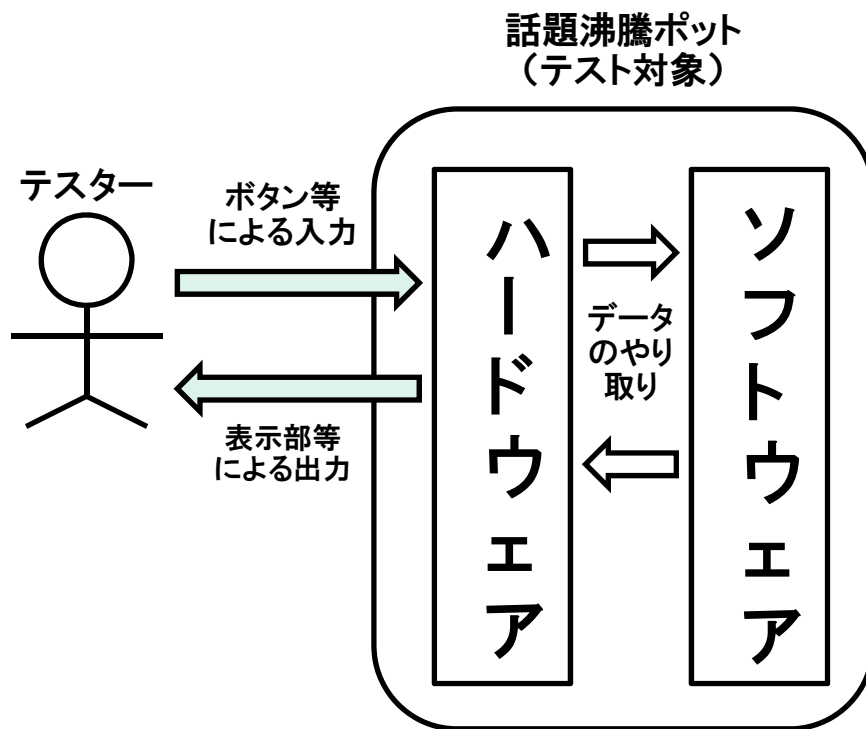 話題沸騰ポット
（テスト対象）
テスター
ボタン等
による入力
表示部等
による出力
ハードウェア
データ
のやり
取り
ソフトウェア